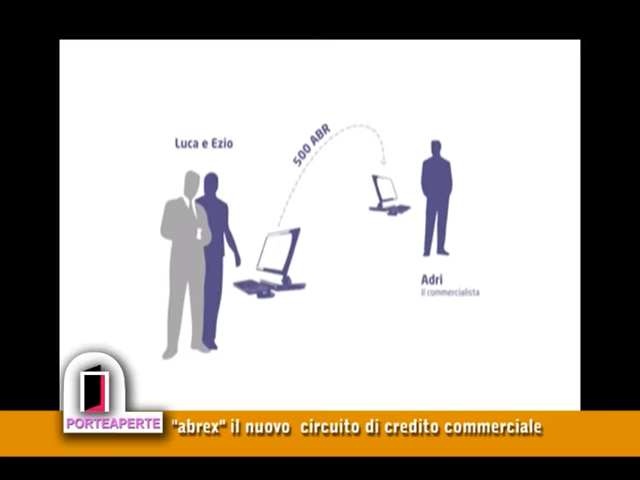 Luca e Ezio
500 ABR
Adri
Il commercialista
PORTEAPERTE
"abrex" il nuovo circuito di credito commerciale